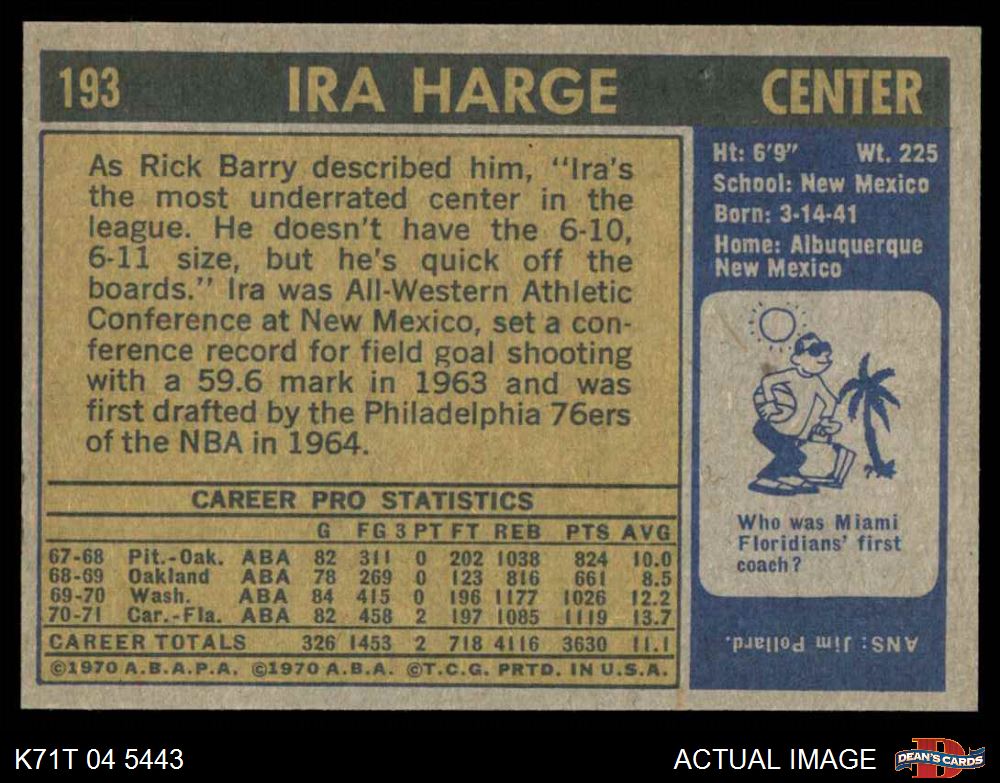 193 IRA HARGE CENTER
As Rick Barry described him, "Ira's
the most underrated center in the
league. He doesn't have the 6-10,
6-11 size, but he's quick off the
boards." Ira was All-Western Athletic
Conference at New Mexico, set a con-
ference record for field goal shooting
with a 59.6 mark in 1963 and was
first drafted by the Philadelphia 76ers
of the NBA in 1964.
CAREER PRO STATISTICS
G FG 3 PT FT REB PTS AVG
67-68 Pit.-Oak. ABA 82 311 0 202 1038 824 10.0
68-69 Oakland ABA 78 269 0 123 816 661 8.5
69-70 Wash. ABA 84 415 0 196 1177 1026 12.2
70-71 Car.-Fla. ABA 82 458 2 197 1085 1119 13.7
CAREER TOTALS 326 1453 2 718 4116 3630 11.1
©1970 A.B.A.P.A. ©1970 A.B.A. ©T.C.G. PRTD. IN U.S.A.
Ht: 6'9" Wt. 225
School: New Mexico
Born: 3-14-41
Home: Albuquerque
New Mexico
Who was Miami
Floridians' first
coach?
ANS: Jim Pollard.
K71T 04 5443
ACTUAL IMAGE
D
DEAN'S CARDS